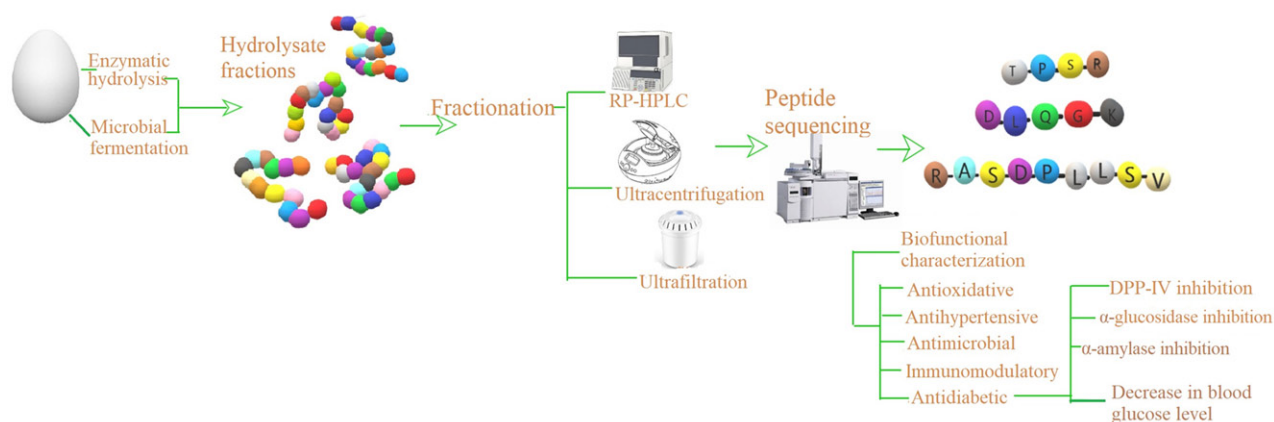 Enzymatic
hydrolysis
Microbial
fermentation
Hydrolysate
fractions
Fractionation
RP-HPLC
Ultracentrifugation
Ultrafiltration
Peptide
sequencing
T P S R
D L Q G K
R A S D P L L S V
Biofunctional
characterization
Antioxidative
Antihypertensive
Antimicrobial
Immunomodulatory
Antidiabetic
DPP-IV inhibition
α-glucosidase inhibition
α-amylase inhibition
Decrease in blood
glucose level